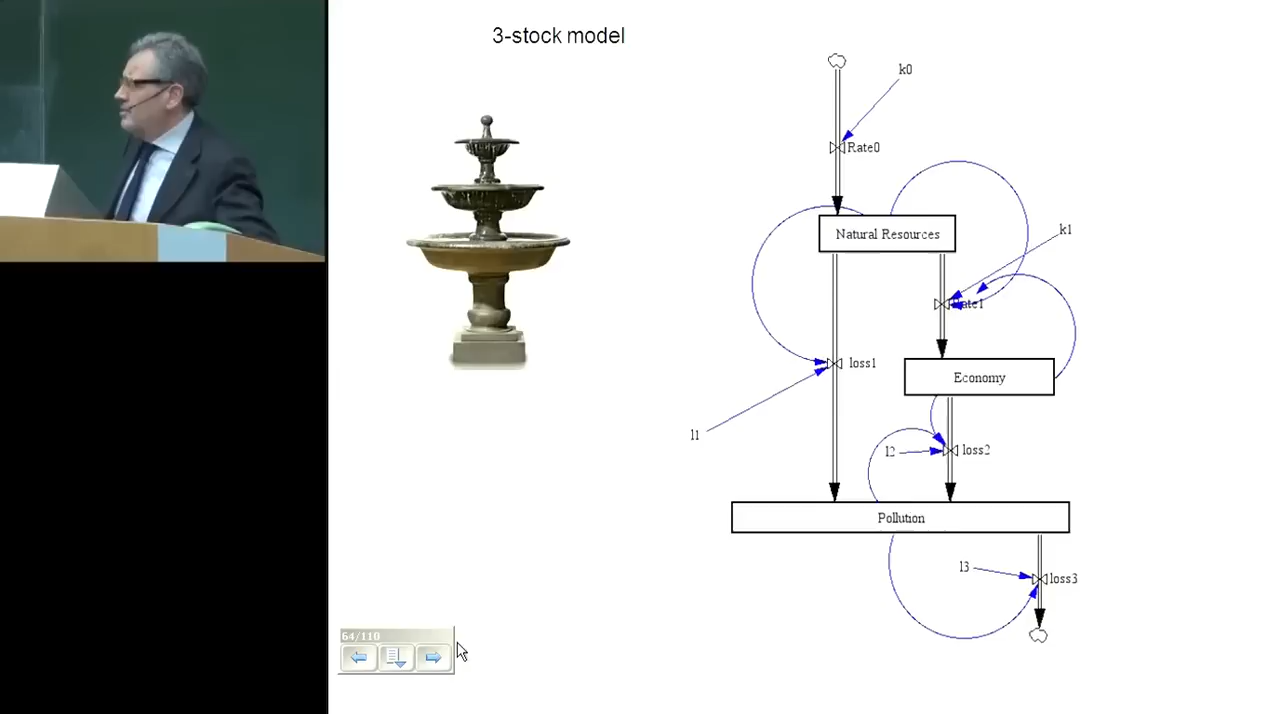 3-stock model
k0
Rate0
Natural Resources
k1
Rate1
loss1
Economy
l1
l2
loss2
Pollution
l3
loss3
64/110